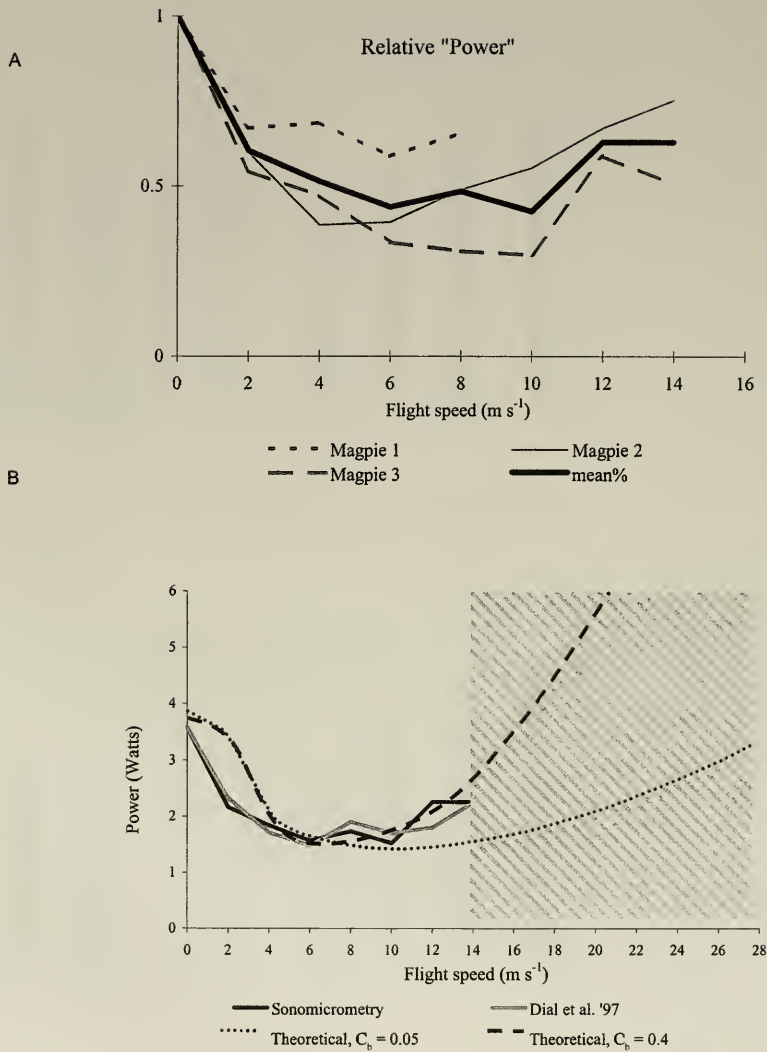 A
Relative "Power"
1
0.5
0
0 2 4 6 8 10 12 14 16
Flight speed (m s⁻¹)
Magpie 1 Magpie 2
Magpie 3 mean%
B
6
5
4
3
2
1
0
Power (Watts)
0 2 4 6 8 10 12 14 16 18 20 22 24 26 28
Flight speed (m s⁻¹)
Sonomicrometry Dial et al. '97
Theoretical, C_b = 0.05 Theoretical, C_b = 0.4